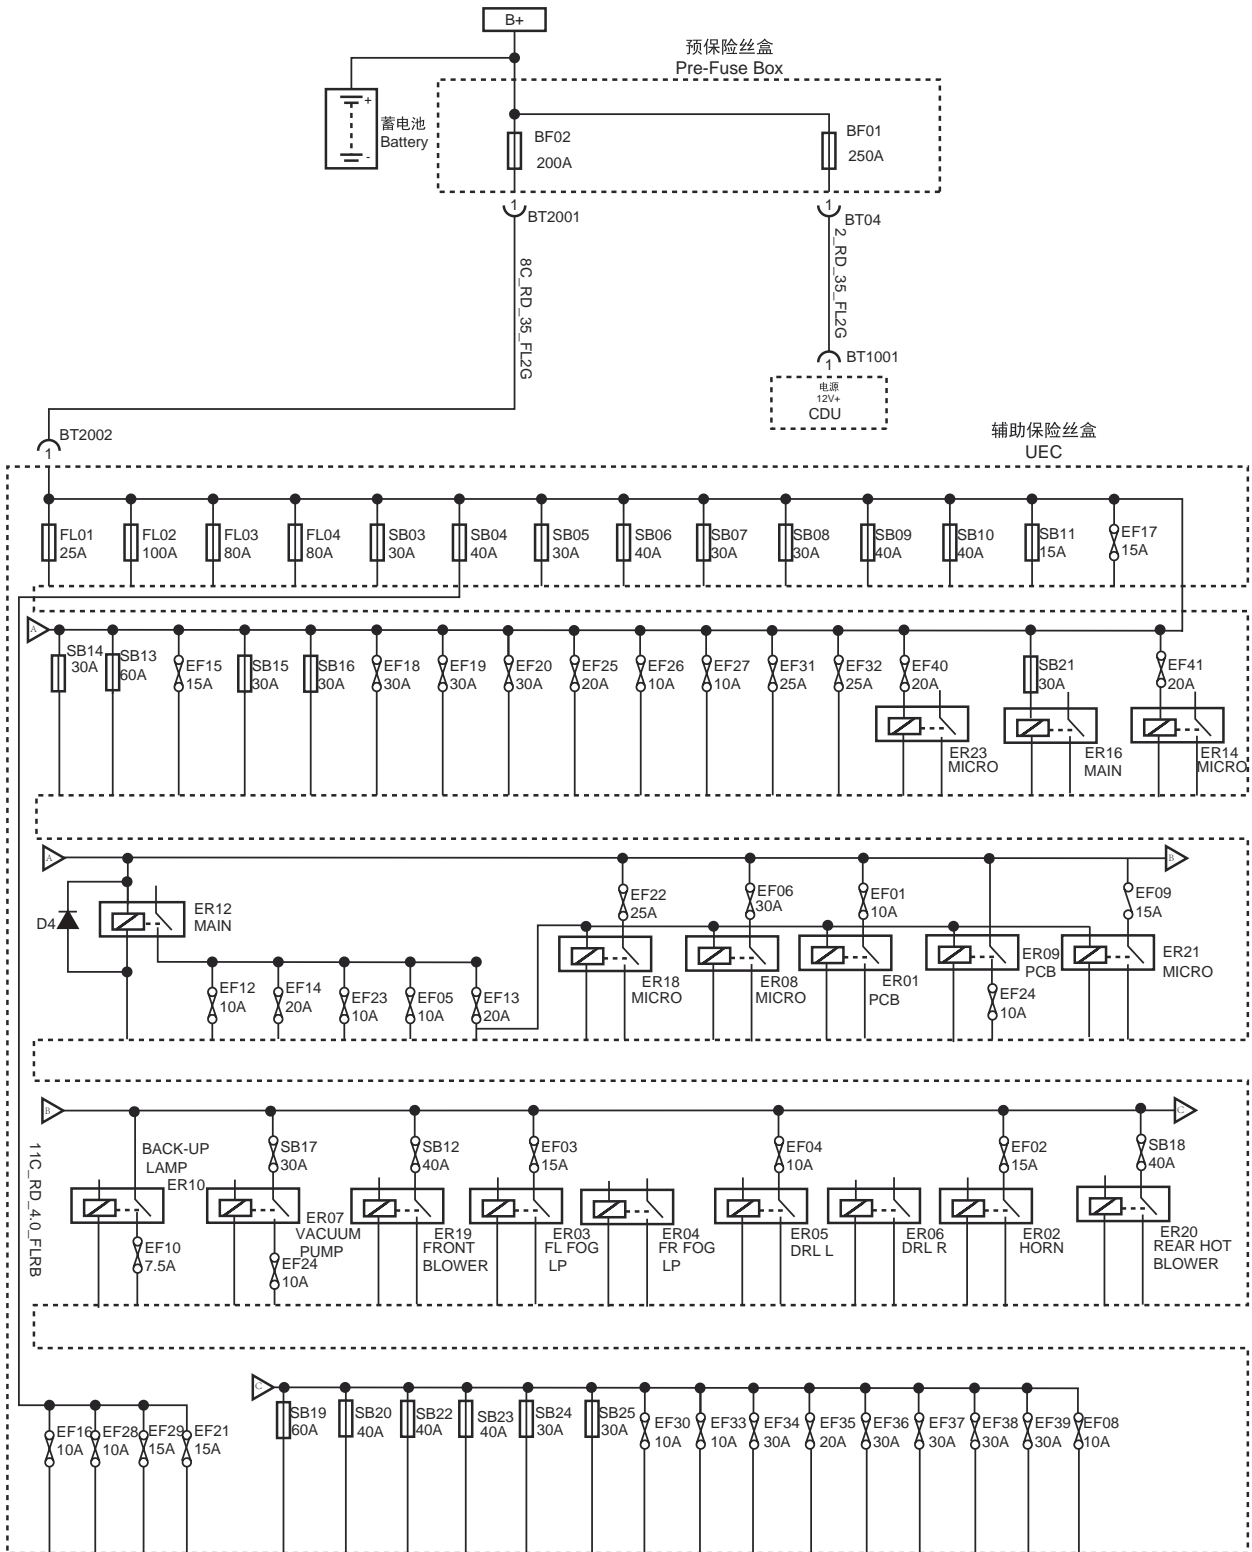 B+
预保险丝盒
Pre-Fuse Box
+
-
蓄电池
Battery
BF02
200A
BF01
250A
1
BT2001
1
BT04
8C_RD_35_FL2G
2_RD_35_FL2G
BT1001
1
电源
12V+
CDU
BT2002
1
辅助保险丝盒
UEC
FL01
25A
FL02
100A
FL03
80A
FL04
80A
SB03
30A
SB04
40A
SB05
30A
SB06
40A
SB07
30A
SB08
30A
SB09
40A
SB10
40A
SB11
15A
EF17
15A
A
SB14
30A
SB13
60A
EF15
15A
SB15
30A
SB16
30A
EF18
30A
EF19
30A
EF20
30A
EF25
20A
EF26
10A
EF27
10A
EF31
25A
EF32
25A
EF40
20A
SB21
30A
EF41
20A
ER23
MICRO
ER16
MAIN
ER14
MICRO
A
B
D4
ER12
MAIN
EF22
25A
EF06
30A
EF01
10A
EF09
15A
EF12
10A
EF14
20A
EF23
10A
EF05
10A
EF13
20A
ER18
MICRO
ER08
MICRO
ER01
PCB
ER09
PCB
EF24
10A
ER21
MICRO
B
C
11C_RD_4.0_FLRB
BACK-UP
LAMP
ER10
SB17
30A
SB12
40A
EF03
15A
EF04
10A
EF02
15A
SB18
40A
EF10
7.5A
ER07
VACUUM
PUMP
EF24
10A
ER19
FRONT
BLOWER
ER03
FL FOG
LP
ER04
FR FOG
LP
ER05
DRL L
ER06
DRL R
ER02
HORN
ER20
REAR HOT
BLOWER
C
EF16
10A
EF28
10A
EF29
15A
EF21
15A
SB19
60A
SB20
40A
SB22
40A
SB23
40A
SB24
30A
SB25
30A
EF30
10A
EF33
10A
EF34
30A
EF35
20A
EF36
30A
EF37
30A
EF38
30A
EF39
30A
EF08
10A